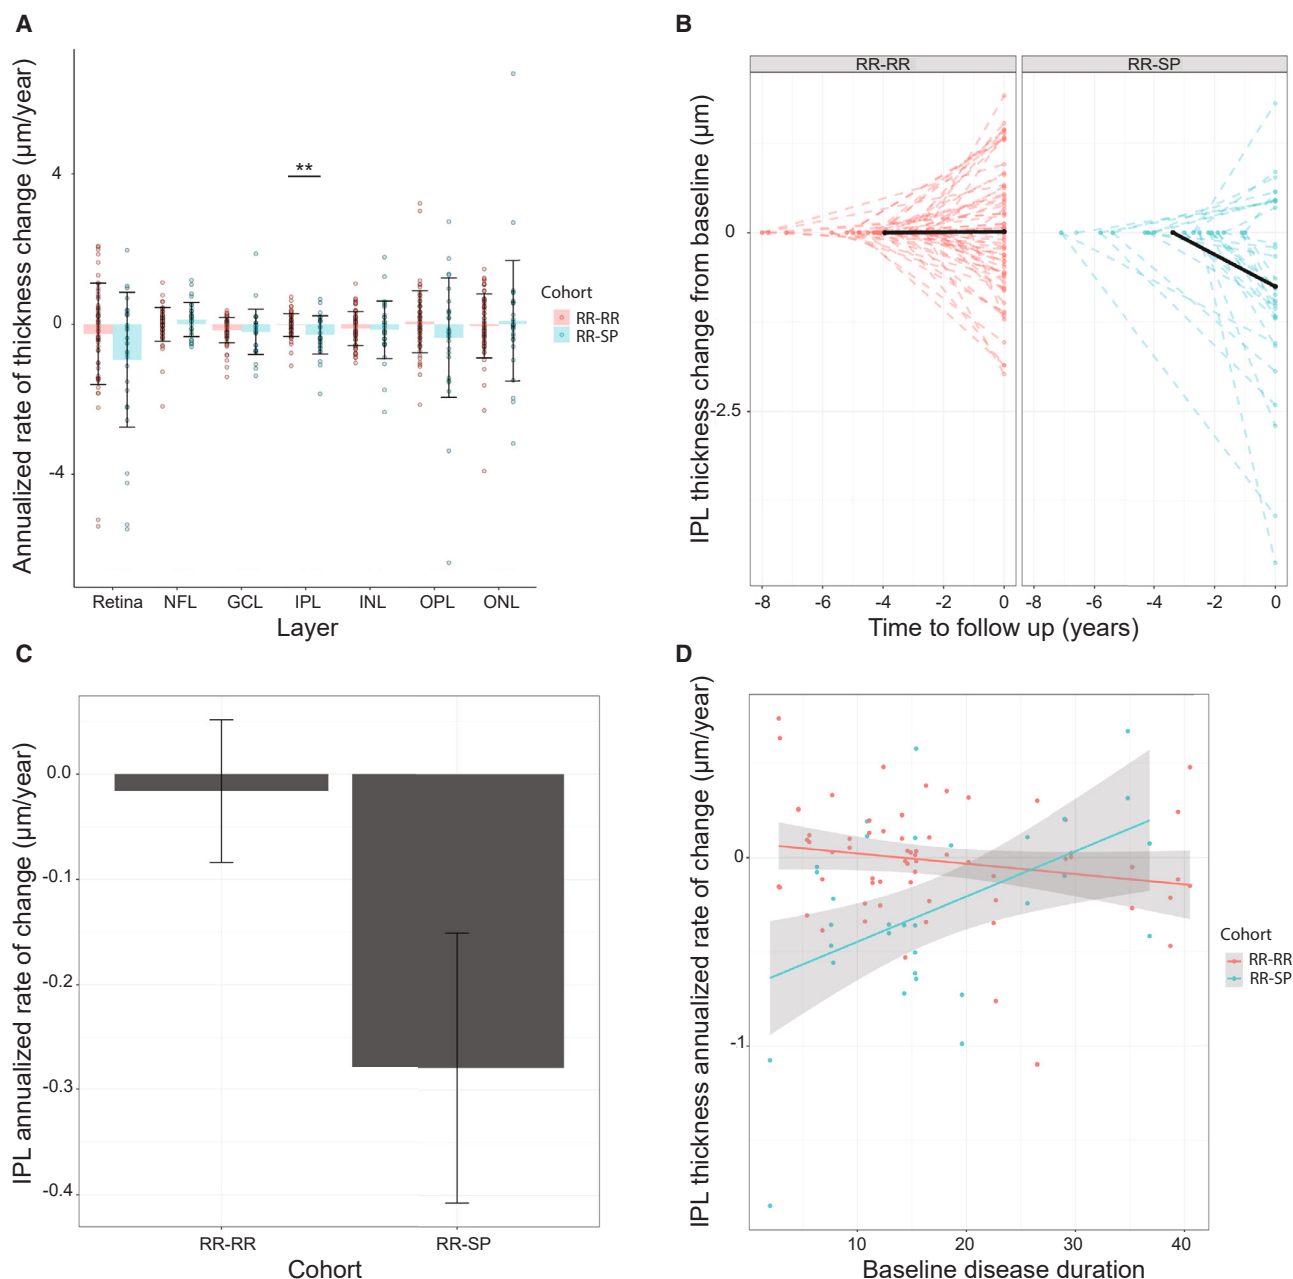 A
Annualized rate of thickness change (μm/year)
4
0
-4
**
Retina NFL GCL IPL INL OPL ONL
Layer
Cohort
RR-RR
RR-SP
B
RR-RR RR-SP
IPL thickness change from baseline (μm)
0
-2.5
-8 -6 -4 -2 0 -8 -6 -4 -2 0
Time to follow up (years)
C
IPL annualized rate of change (μm/year)
0.0
-0.1
-0.2
-0.3
-0.4
RR-RR RR-SP
Cohort
D
IPL thickness annualized rate of change (μm/year)
0
-1
10 20 30 40
Baseline disease duration
Cohort
RR-RR
RR-SP